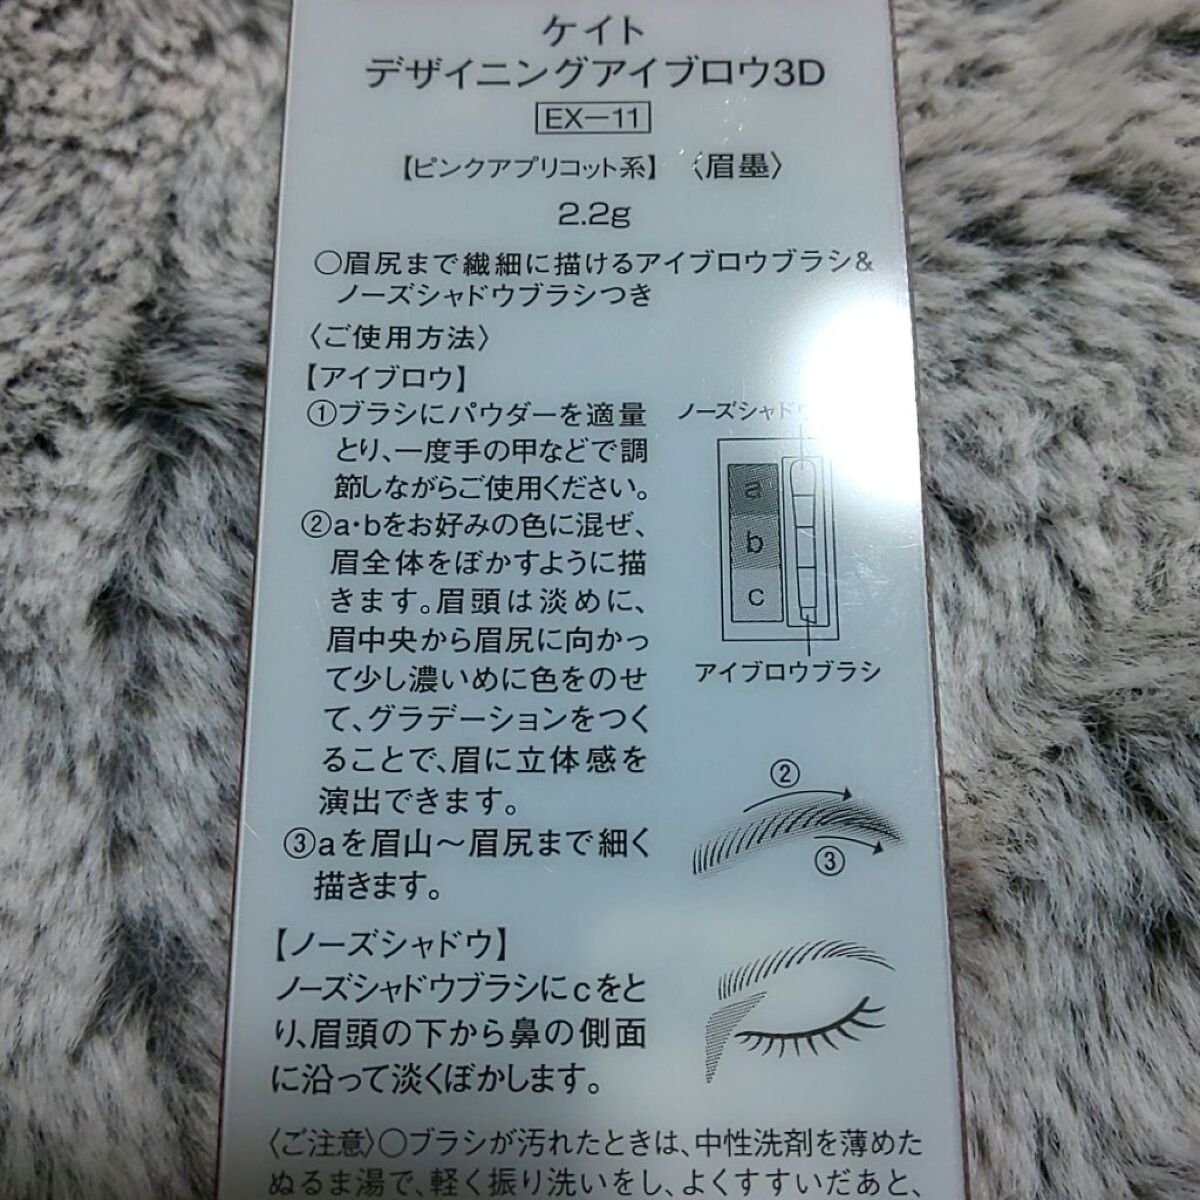 ケイト
デザイニングアイブロウ3D
EX-11
【ピンクアプリコット系】 〈眉墨〉
2.2g
○眉尻まで繊細に描けるアイブロウブラシ&
ノーズシャドウブラシつき
〈ご使用方法〉
【アイブロウ】
①ブラシにパウダーを適量
とり、一度手の甲などで調
節しながらご使用ください。
②a・bをお好みの色に混ぜ、
眉全体をぼかすように描
きます。眉頭は淡めに、
眉中央から眉尻に向かっ
て少し濃いめに色をのせ
て、グラデーションをつく
ることで、眉に立体感を
演出できます。
③aを眉山〜眉尻まで細く
描きます。
ノーズシャド
a
b
c
アイブロウブラシ
②
③
【ノーズシャドウ】
ノーズシャドウブラシにcをと
り、眉頭の下から鼻の側面
に沿って淡くぼかします。
〈ご注意〉○ブラシが汚れたときは、中性洗剤を薄めた
ぬるま湯で、軽く振り洗いをし、よくすすいだあと、